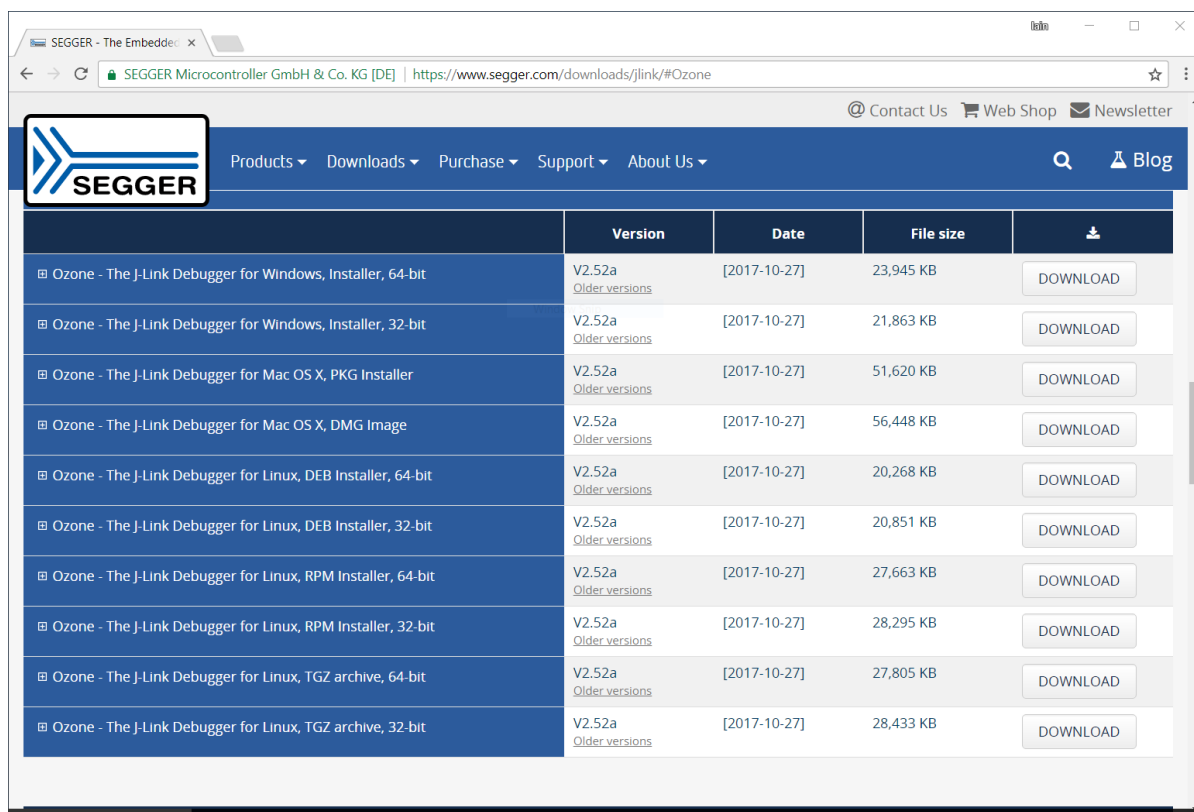 Iain
SEGGER - The Embedded
SEGGER Microcontroller GmbH & Co. KG [DE] | https://www.segger.com/downloads/jlink/#Ozone
@ Contact Us Web Shop Newsletter
SEGGER
Products Downloads Purchase Support About Us Blog
Version Date File size
Ozone - The J-Link Debugger for Windows, Installer, 64-bit V2.52a [2017-10-27] 23,945 KB DOWNLOAD
Older versions
Ozone - The J-Link Debugger for Windows, Installer, 32-bit V2.52a [2017-10-27] 21,863 KB DOWNLOAD
Older versions
Ozone - The J-Link Debugger for Mac OS X, PKG Installer V2.52a [2017-10-27] 51,620 KB DOWNLOAD
Older versions
Ozone - The J-Link Debugger for Mac OS X, DMG Image V2.52a [2017-10-27] 56,448 KB DOWNLOAD
Older versions
Ozone - The J-Link Debugger for Linux, DEB Installer, 64-bit V2.52a [2017-10-27] 20,268 KB DOWNLOAD
Older versions
Ozone - The J-Link Debugger for Linux, DEB Installer, 32-bit V2.52a [2017-10-27] 20,851 KB DOWNLOAD
Older versions
Ozone - The J-Link Debugger for Linux, RPM Installer, 64-bit V2.52a [2017-10-27] 27,663 KB DOWNLOAD
Older versions
Ozone - The J-Link Debugger for Linux, RPM Installer, 32-bit V2.52a [2017-10-27] 28,295 KB DOWNLOAD
Older versions
Ozone - The J-Link Debugger for Linux, TGZ archive, 64-bit V2.52a [2017-10-27] 27,805 KB DOWNLOAD
Older versions
Ozone - The J-Link Debugger for Linux, TGZ archive, 32-bit V2.52a [2017-10-27] 28,433 KB DOWNLOAD
Older versions